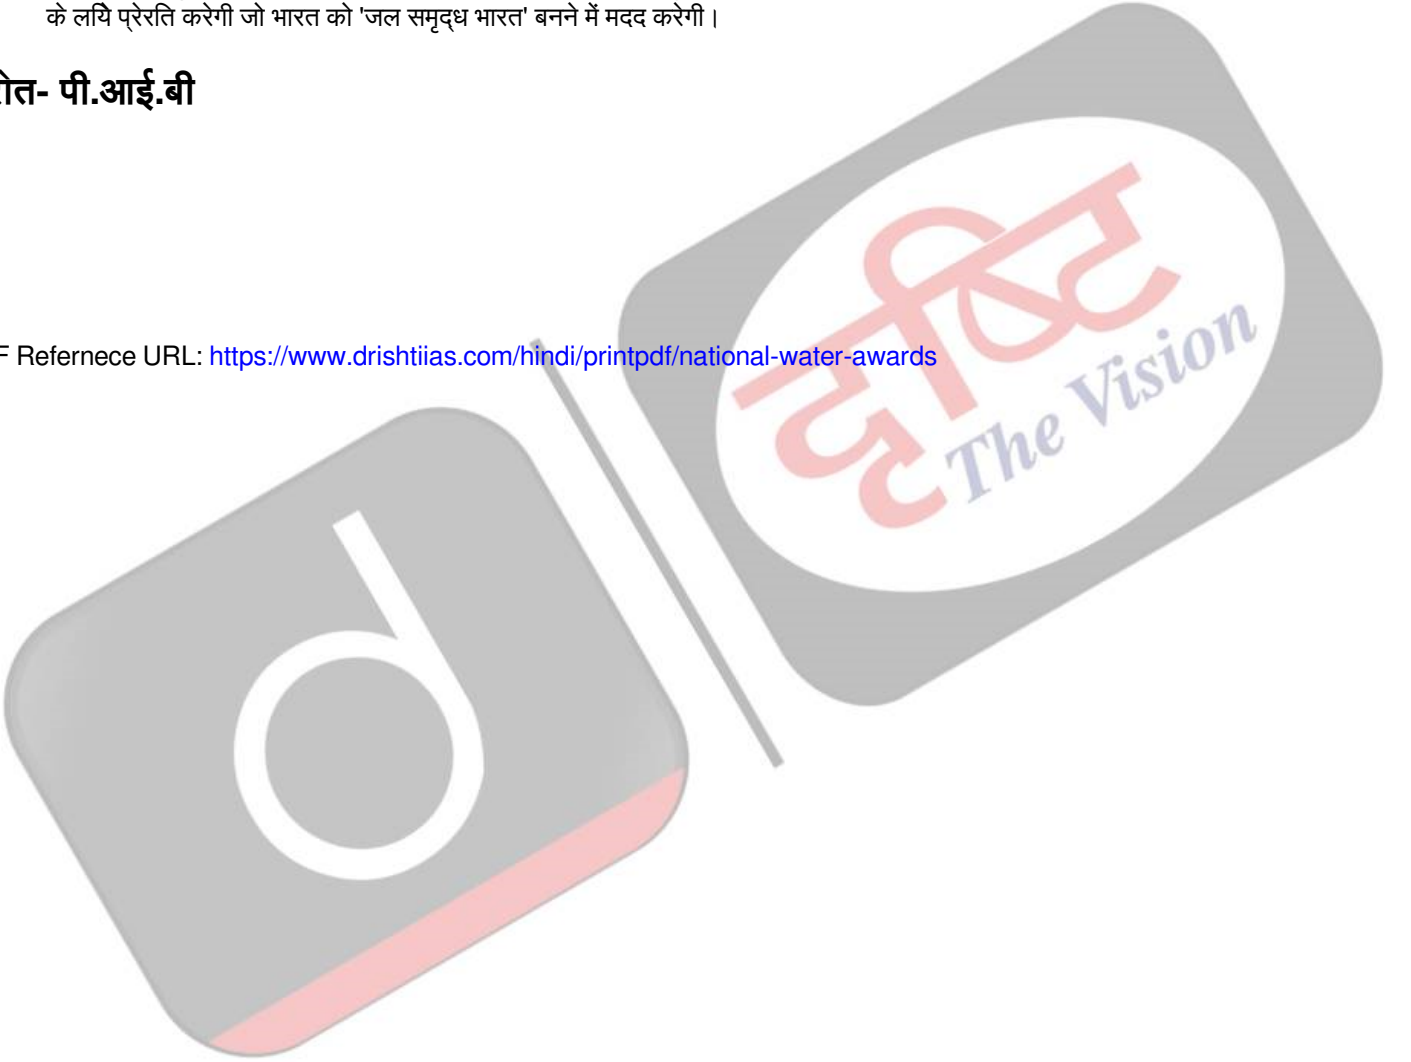 के लिये प्रेरित करेगी जो भारत को 'जल समृद्ध भारत' बनने में मदद करेगी।
रोत- पी.आई.बी
F Refernece URL: https://www.drishtiias.com/hindi/printpdf/national-water-awards
दृष्टि
The Vision
d